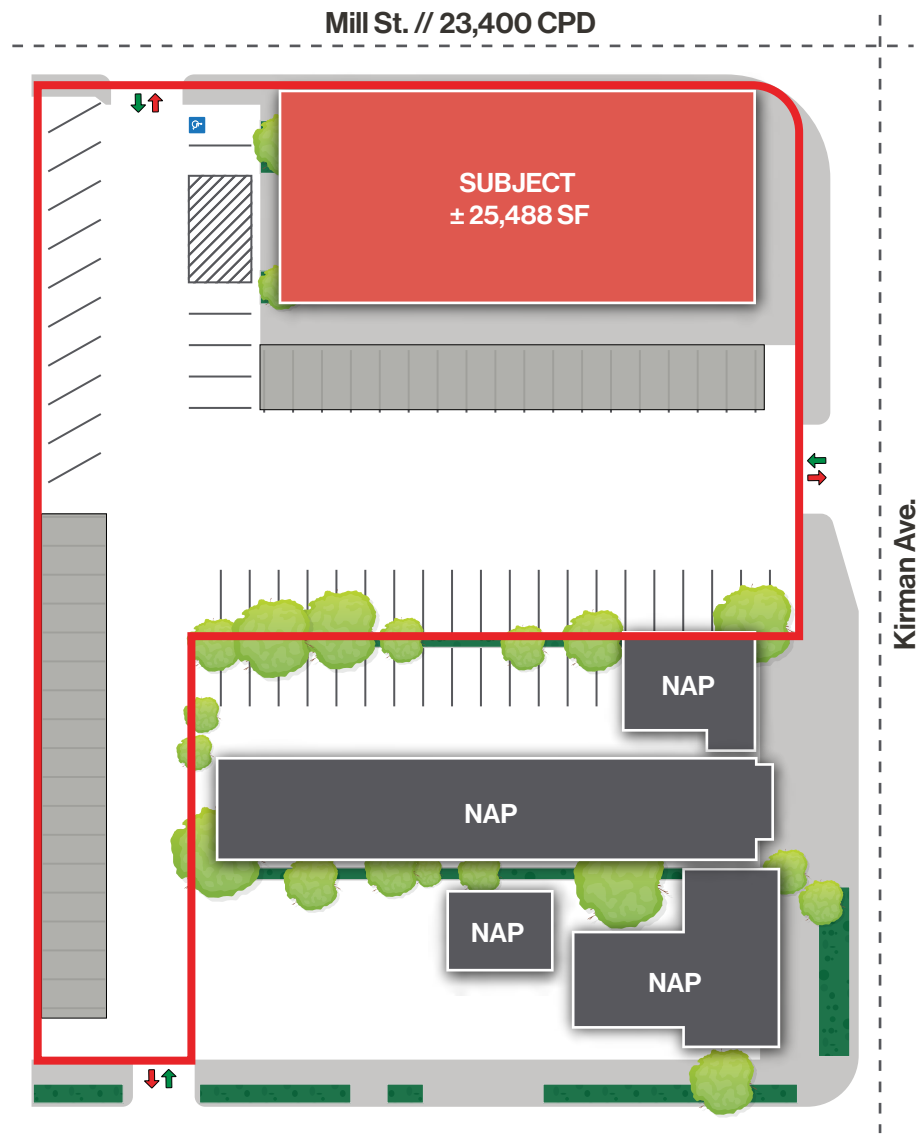 Mill St. // 23,400 CPD
SUBJECT
± 25,488 SF
Kirman Ave.
NAP
NAP
NAP
NAP